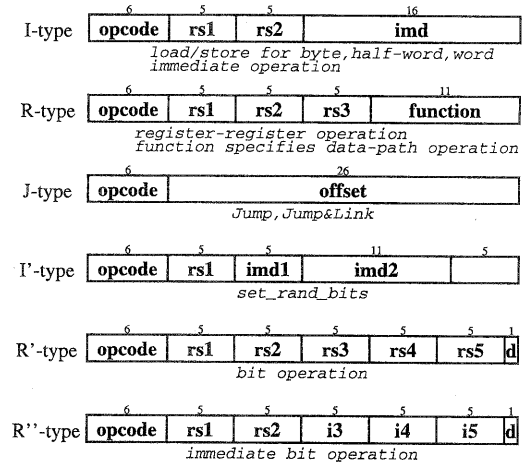 6 5 5 16
I-type opcode rs1 rs2 imd
load/store for byte,half-word,word
immediate operation
6 5 5 5 11
R-type opcode rs1 rs2 rs3 function
register-register operation
function specifies data-path operation
6 26
J-type opcode offset
Jump,Jump&Link
6 5 5 11 5
I'-type opcode rs1 imd1 imd2
set_rand_bits
6 5 5 5 5 5 1
R'-type opcode rs1 rs2 rs3 rs4 rs5 d
bit operation
6 5 5 5 5 5 1
R''-type opcode rs1 rs2 i3 i4 i5 d
immediate bit operation